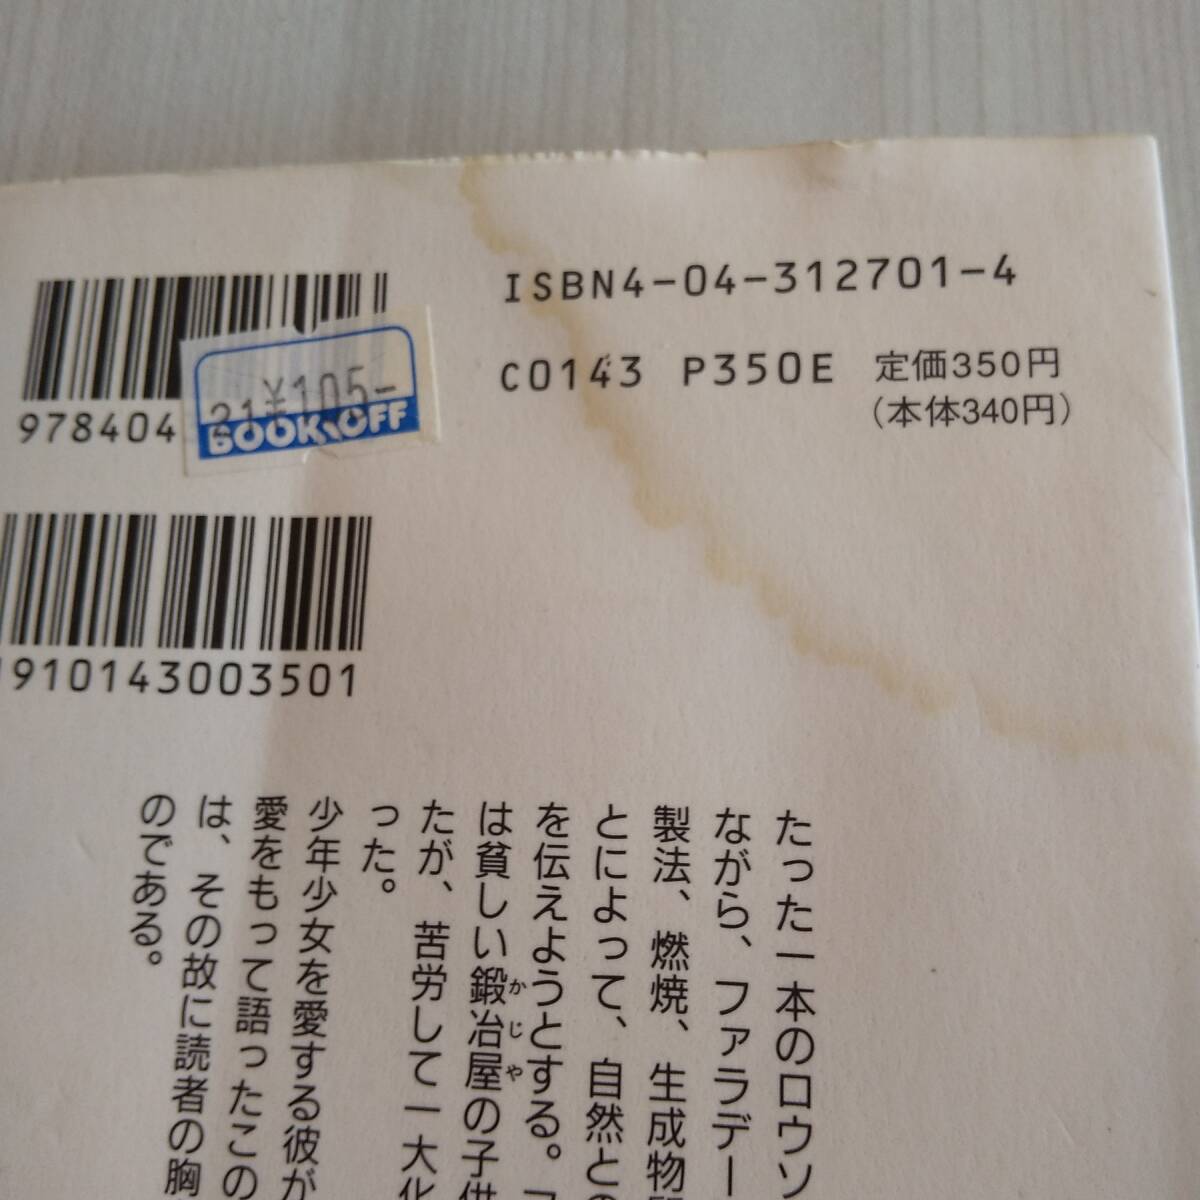 ISBN4-04-312701-4
C0143 P350E 定価350円
(本体340円)
978404
21¥105-
BOOK・OFF
1910143003501
たった一本のロウソ
ながら、ファラデー
製法、燃焼、生成物
とによって、自然との
を伝えようとする。
は貧しい鍛冶屋の子供
かじや
たが、苦労して一大化
った。
少年少女を愛する彼が
愛をもって語ったこの
は、その故に読者の胸
のである。